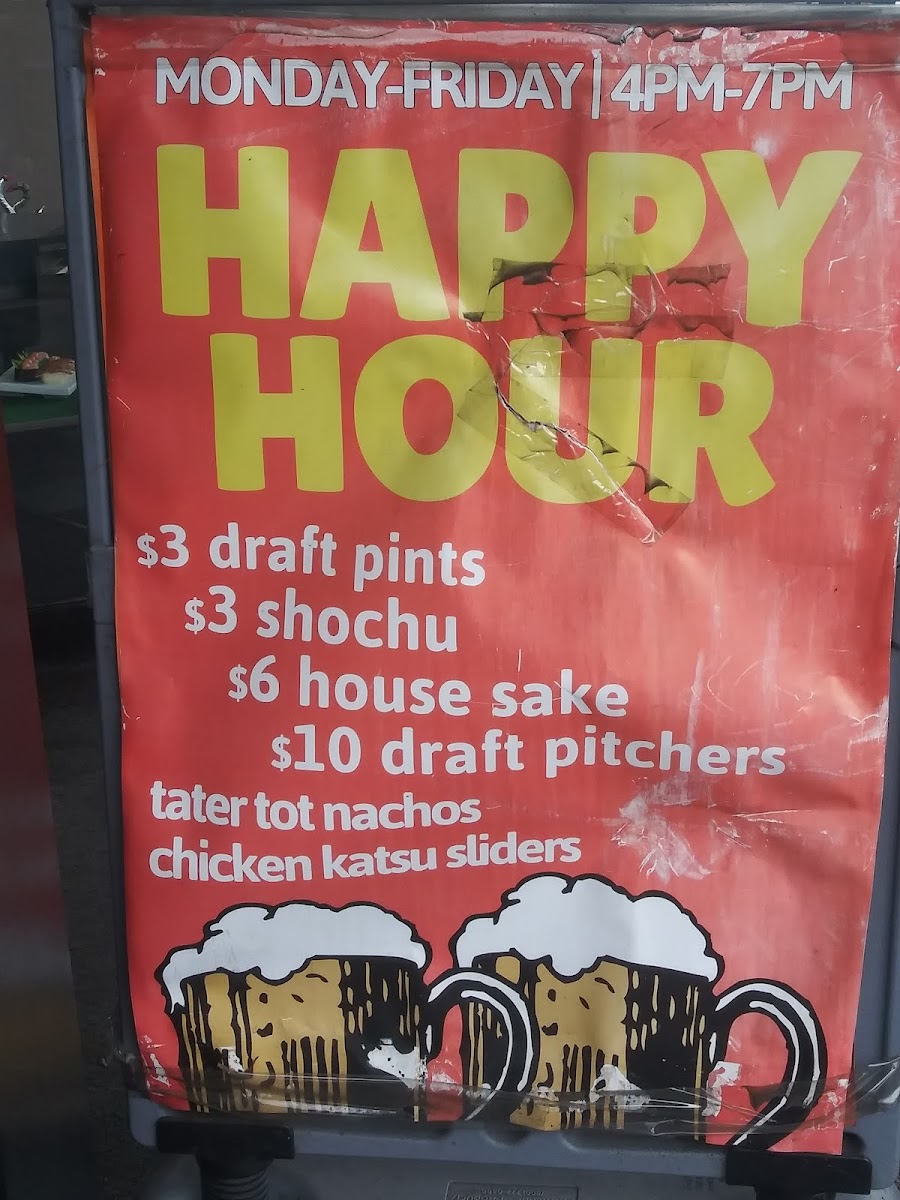 MONDAY-FRIDAY | 4PM-7PM
HAPPY
HOUR
$3 draft pints
$3 shochu
$6 house sake
$10 draft pitchers
tater tot nachos
chicken katsu sliders